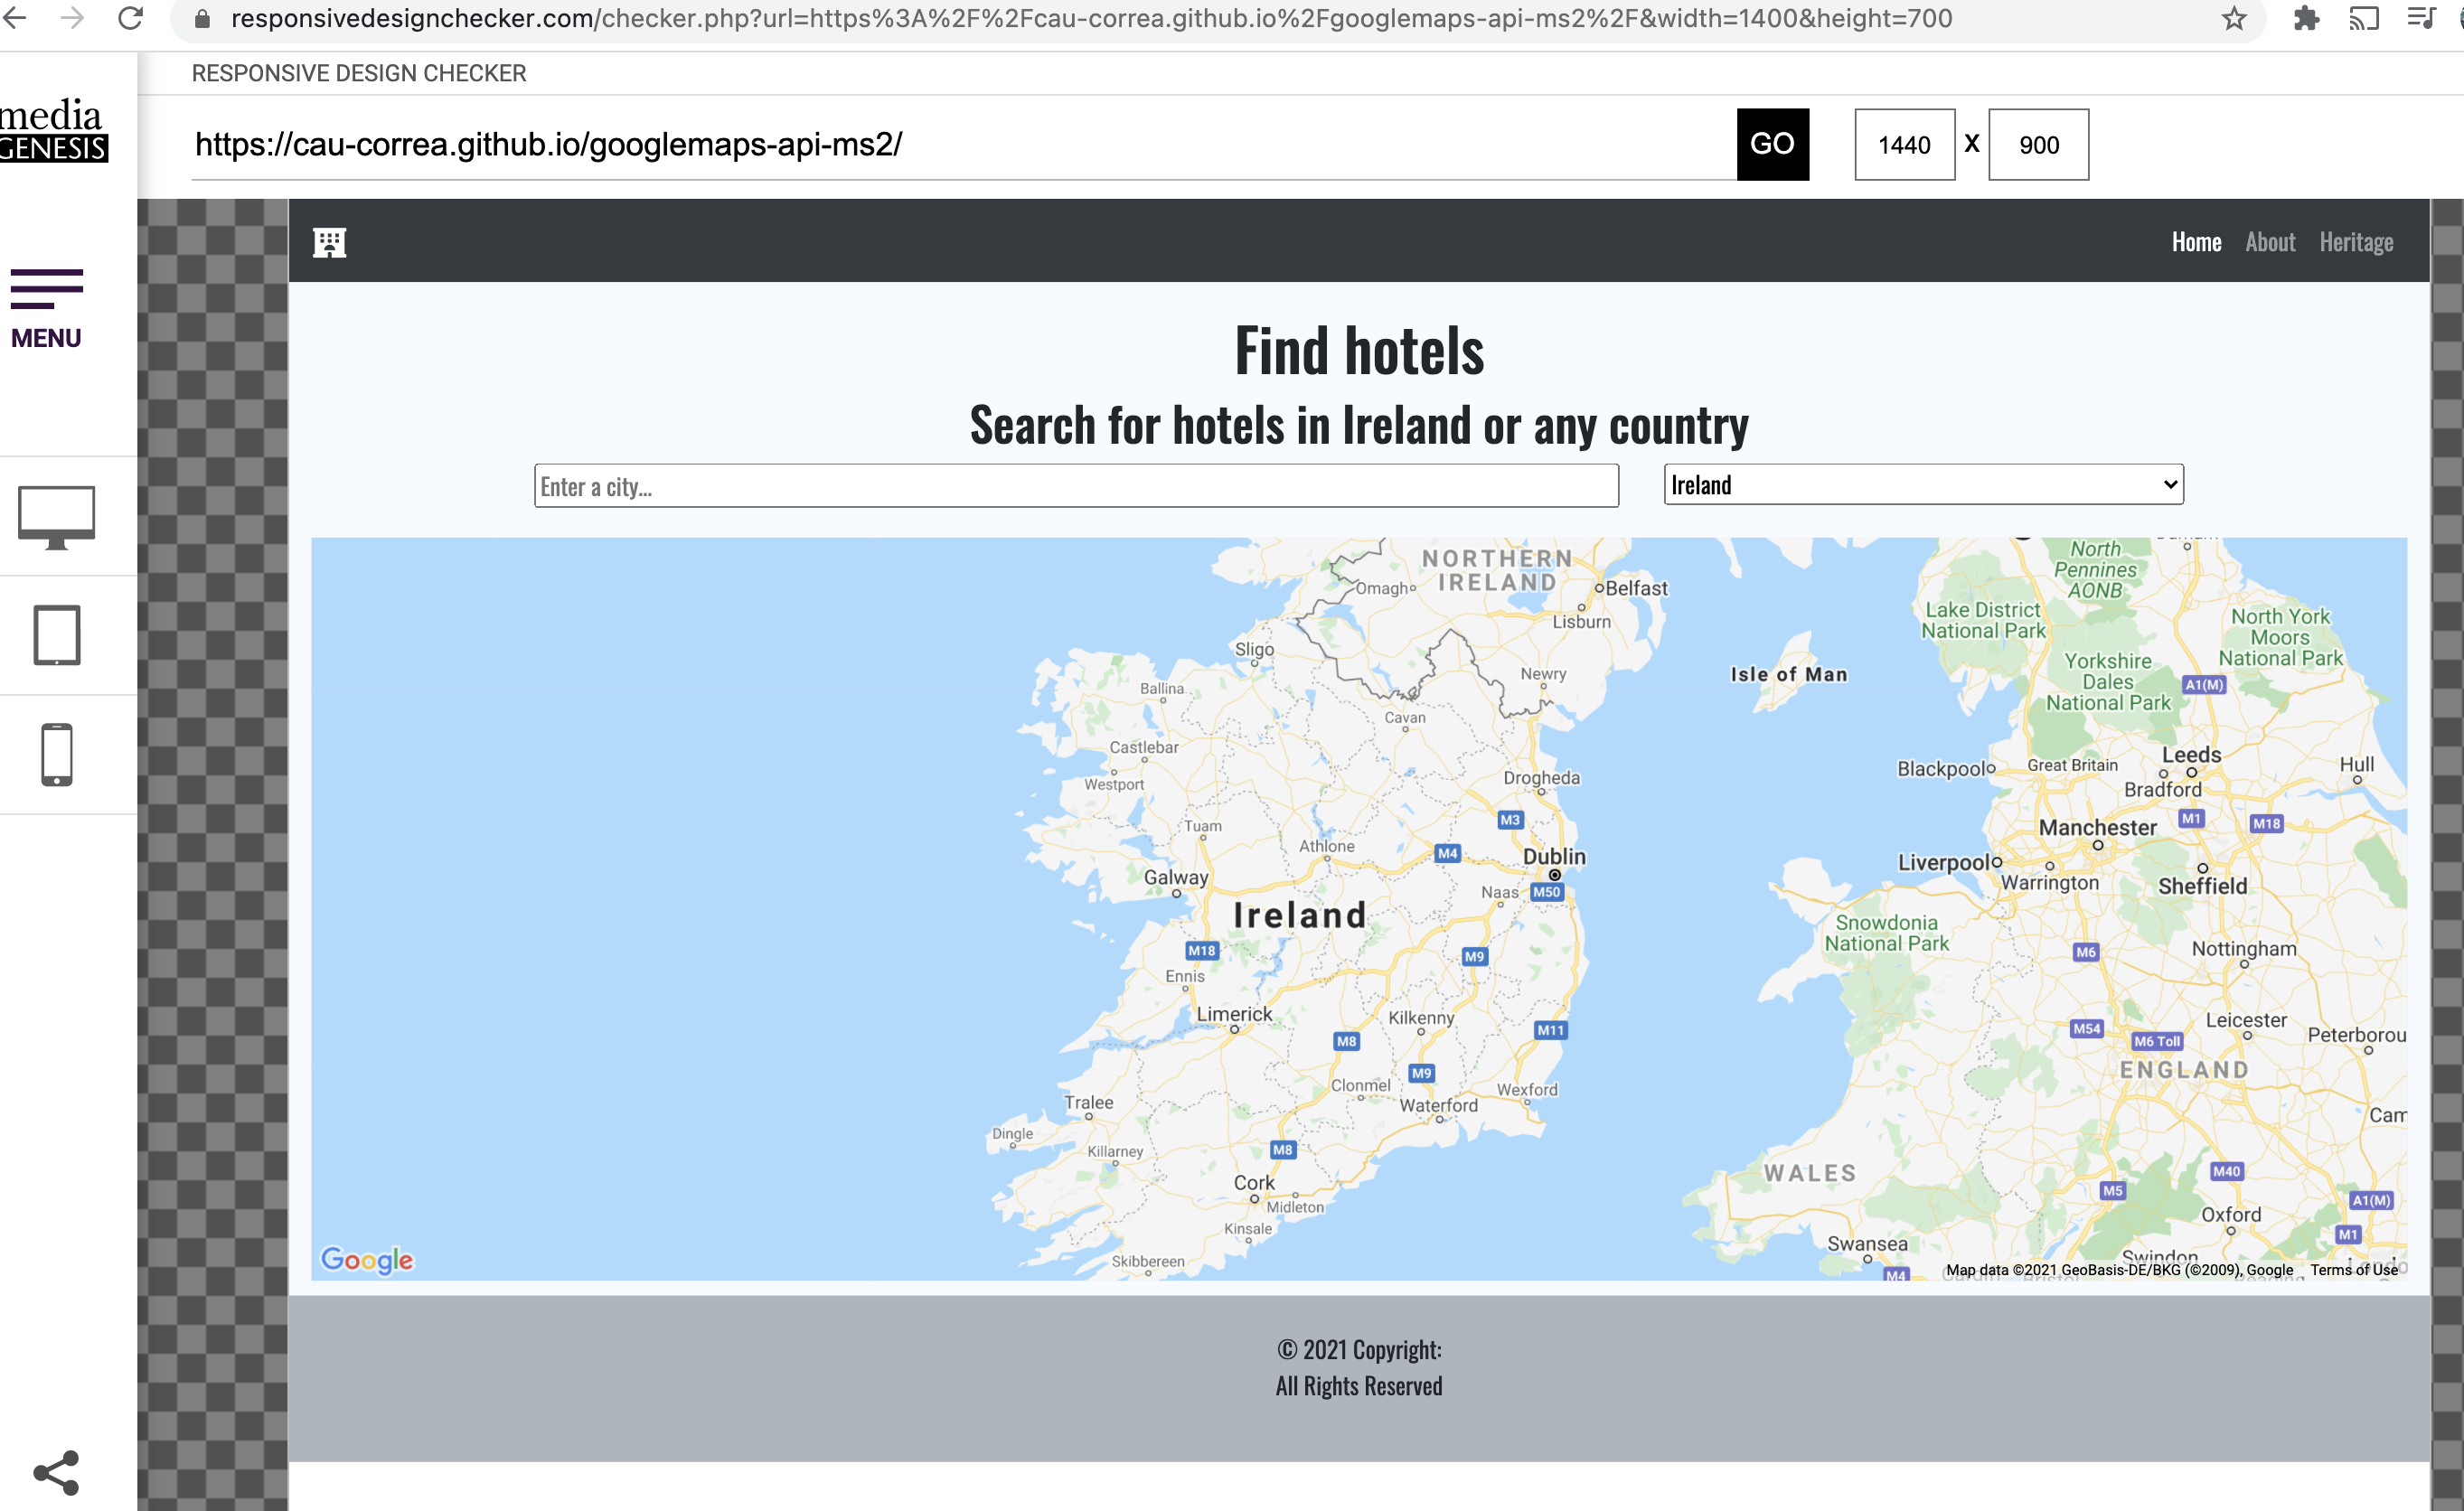 responsivedesignchecker.com/checker.php?url=https%3A%2F%2Fcau-correa.github.io%2Fgooglemaps-api-ms2%2F&width=1400&height=700
RESPONSIVE DESIGN CHECKER
media
GENESIS
https://cau-correa.github.io/googlemaps-api-ms2/
GO
1440 X 900
MENU
Home About Heritage
Find hotels
Search for hotels in Ireland or any country
Enter a city...
Ireland
NORTHERN
IRELAND
Omagh
Belfast
Lisburn
Sligo
Newry
Ballina
Cavan
Castlebar
Westport
Drogheda
Tuam
M3
Athlone
M4
Dublin
Galway
Naas
M50
Ireland
M18
M9
Ennis
Limerick
Kilkenny
M11
M8
M9
Clonmel
Wexford
Tralee
Waterford
Dingle
M8
Killarney
Cork
Midleton
Kinsale
Skibbereen
Isle of Man
North
Pennines
AONB
Lake District
National Park
North York
Moors
National Park
Yorkshire
Dales
National Park
A1(M)
Leeds
Blackpool
Great Britain
Hull
Bradford
Manchester
M1
M18
Liverpool
Warrington
Sheffield
Snowdonia
National Park
M6
Nottingham
M54
Leicester
M6 Toll
Peterborou
ENGLAND
Cam
WALES
M40
M5
A1(M)
Oxford
M1
Swansea
Swindon
M4
Google
Map data ©2021 GeoBasis-DE/BKG (©2009), Google Terms of Use
© 2021 Copyright:
All Rights Reserved